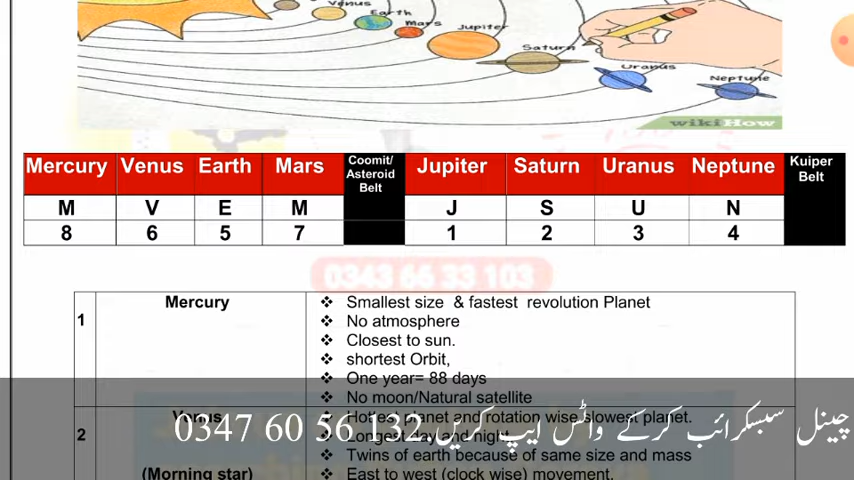 Venus
Earth
Mars
Jupiter
Saturn
Uranus
Neptune
wikiHow
Mercury Venus Earth Mars Coomit/ Asteroid Belt Jupiter Saturn Uranus Neptune Kuiper Belt
M V E M J S U N
8 6 5 7 1 2 3 4
0343 66 33 103
1 Mercury
❖ Smallest size & fastest revolution Planet
❖ No atmosphere
❖ Closest to sun.
❖ shortest Orbit,
❖ One year= 88 days
❖ No moon/Natural satellite
2 Venus
(Morning star)
❖ Hottest planet and rotation wise slowest planet.
❖ Longest day and night
❖ Twins of earth because of same size and mass
❖ East to west (clock wise) movement.
چینل سبسکرائب کرکے واٹس ایپ کریں 0347 60 56 132